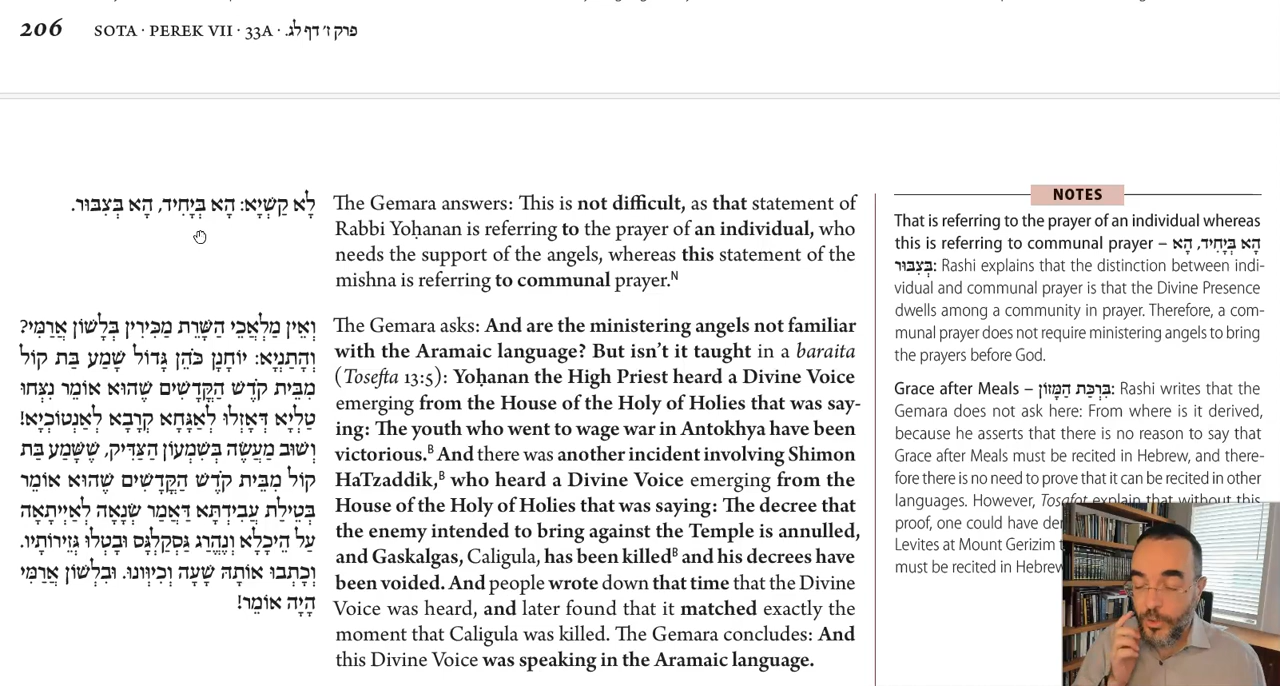 206 SOTA · PEREK VII · 33A · פרק ז׳ דף לג.
לָא קַשְׁיָא: הָא בְּיָחִיד, הָא בְּצִבּוּר.
וְאֵין מַלְאֲכֵי הַשָּׁרֵת מַכִּירִין בְּלָשׁוֹן אֲרַמִּי?
וְהָתַנְיָא: יוֹחָנָן כֹּהֵן גָּדוֹל שָׁמַע בַּת קוֹל
מִבֵּית קֹדֶשׁ הַקֳּדָשִׁים שֶׁהוּא אוֹמֵר נְצַחוּ
טַלְיָא דְּאָזְלוּ לְאַגָּחָא קְרָבָא לְאַנְטוֹכְיָא!
וְשׁוּב מַעֲשֶׂה בְּשִׁמְעוֹן הַצַּדִּיק, שֶׁשָּׁמַע בַּת
קוֹל מִבֵּית קֹדֶשׁ הַקֳּדָשִׁים שֶׁהוּא אוֹמֵר
בְּטֵילַת עֲבִידְתָּא דַּאֲמַר שָׂנְאָה לְאַיְיתָאָה
עַל הֵיכְלָא וְנֶהֱרַג גַּסְקַלְגַּס וּבָטְלוּ גְּזֵירוֹתָיו.
וְכָתְבוּ אוֹתָהּ שָׁעָה וְכִיוְּונוּ. וּבִלְשׁוֹן אֲרַמִּי
הָיָה אוֹמֵר!
The Gemara answers: This is not difficult, as that statement of
Rabbi Yoḥanan is referring to the prayer of an individual, who
needs the support of the angels, whereas this statement of the
mishna is referring to communal prayer.N
The Gemara asks: And are the ministering angels not familiar
with the Aramaic language? But isn't it taught in a baraita
(Tosefta 13:5): Yoḥanan the High Priest heard a Divine Voice
emerging from the House of the Holy of Holies that was say-
ing: The youth who went to wage war in Antokhya have been
victorious.B And there was another incident involving Shimon
HaTzaddik,B who heard a Divine Voice emerging from the
House of the Holy of Holies that was saying: The decree that
the enemy intended to bring against the Temple is annulled,
and Gaskalgas, Caligula, has been killedB and his decrees have
been voided. And people wrote down that time that the Divine
Voice was heard, and later found that it matched exactly the
moment that Caligula was killed. The Gemara concludes: And
this Divine Voice was speaking in the Aramaic language.
NOTES
That is referring to the prayer of an individual whereas
this is referring to communal prayer – הָא בְּיָחִיד, הָא
בְּצִבּוּר: Rashi explains that the distinction between indi-
vidual and communal prayer is that the Divine Presence
dwells among a community in prayer. Therefore, a com-
munal prayer does not require ministering angels to bring
the prayers before God.
Grace after Meals – בִּרְכַּת הַמָּזוֹן: Rashi writes that the
Gemara does not ask here: From where is it derived,
because he asserts that there is no reason to say that
Grace after Meals must be recited in Hebrew, and there-
fore there is no need to prove that it can be recited in other
languages. However, Tosafot explain that without this
proof, one could have
Levites at Mount Gerizim
must be recited in Hebrew